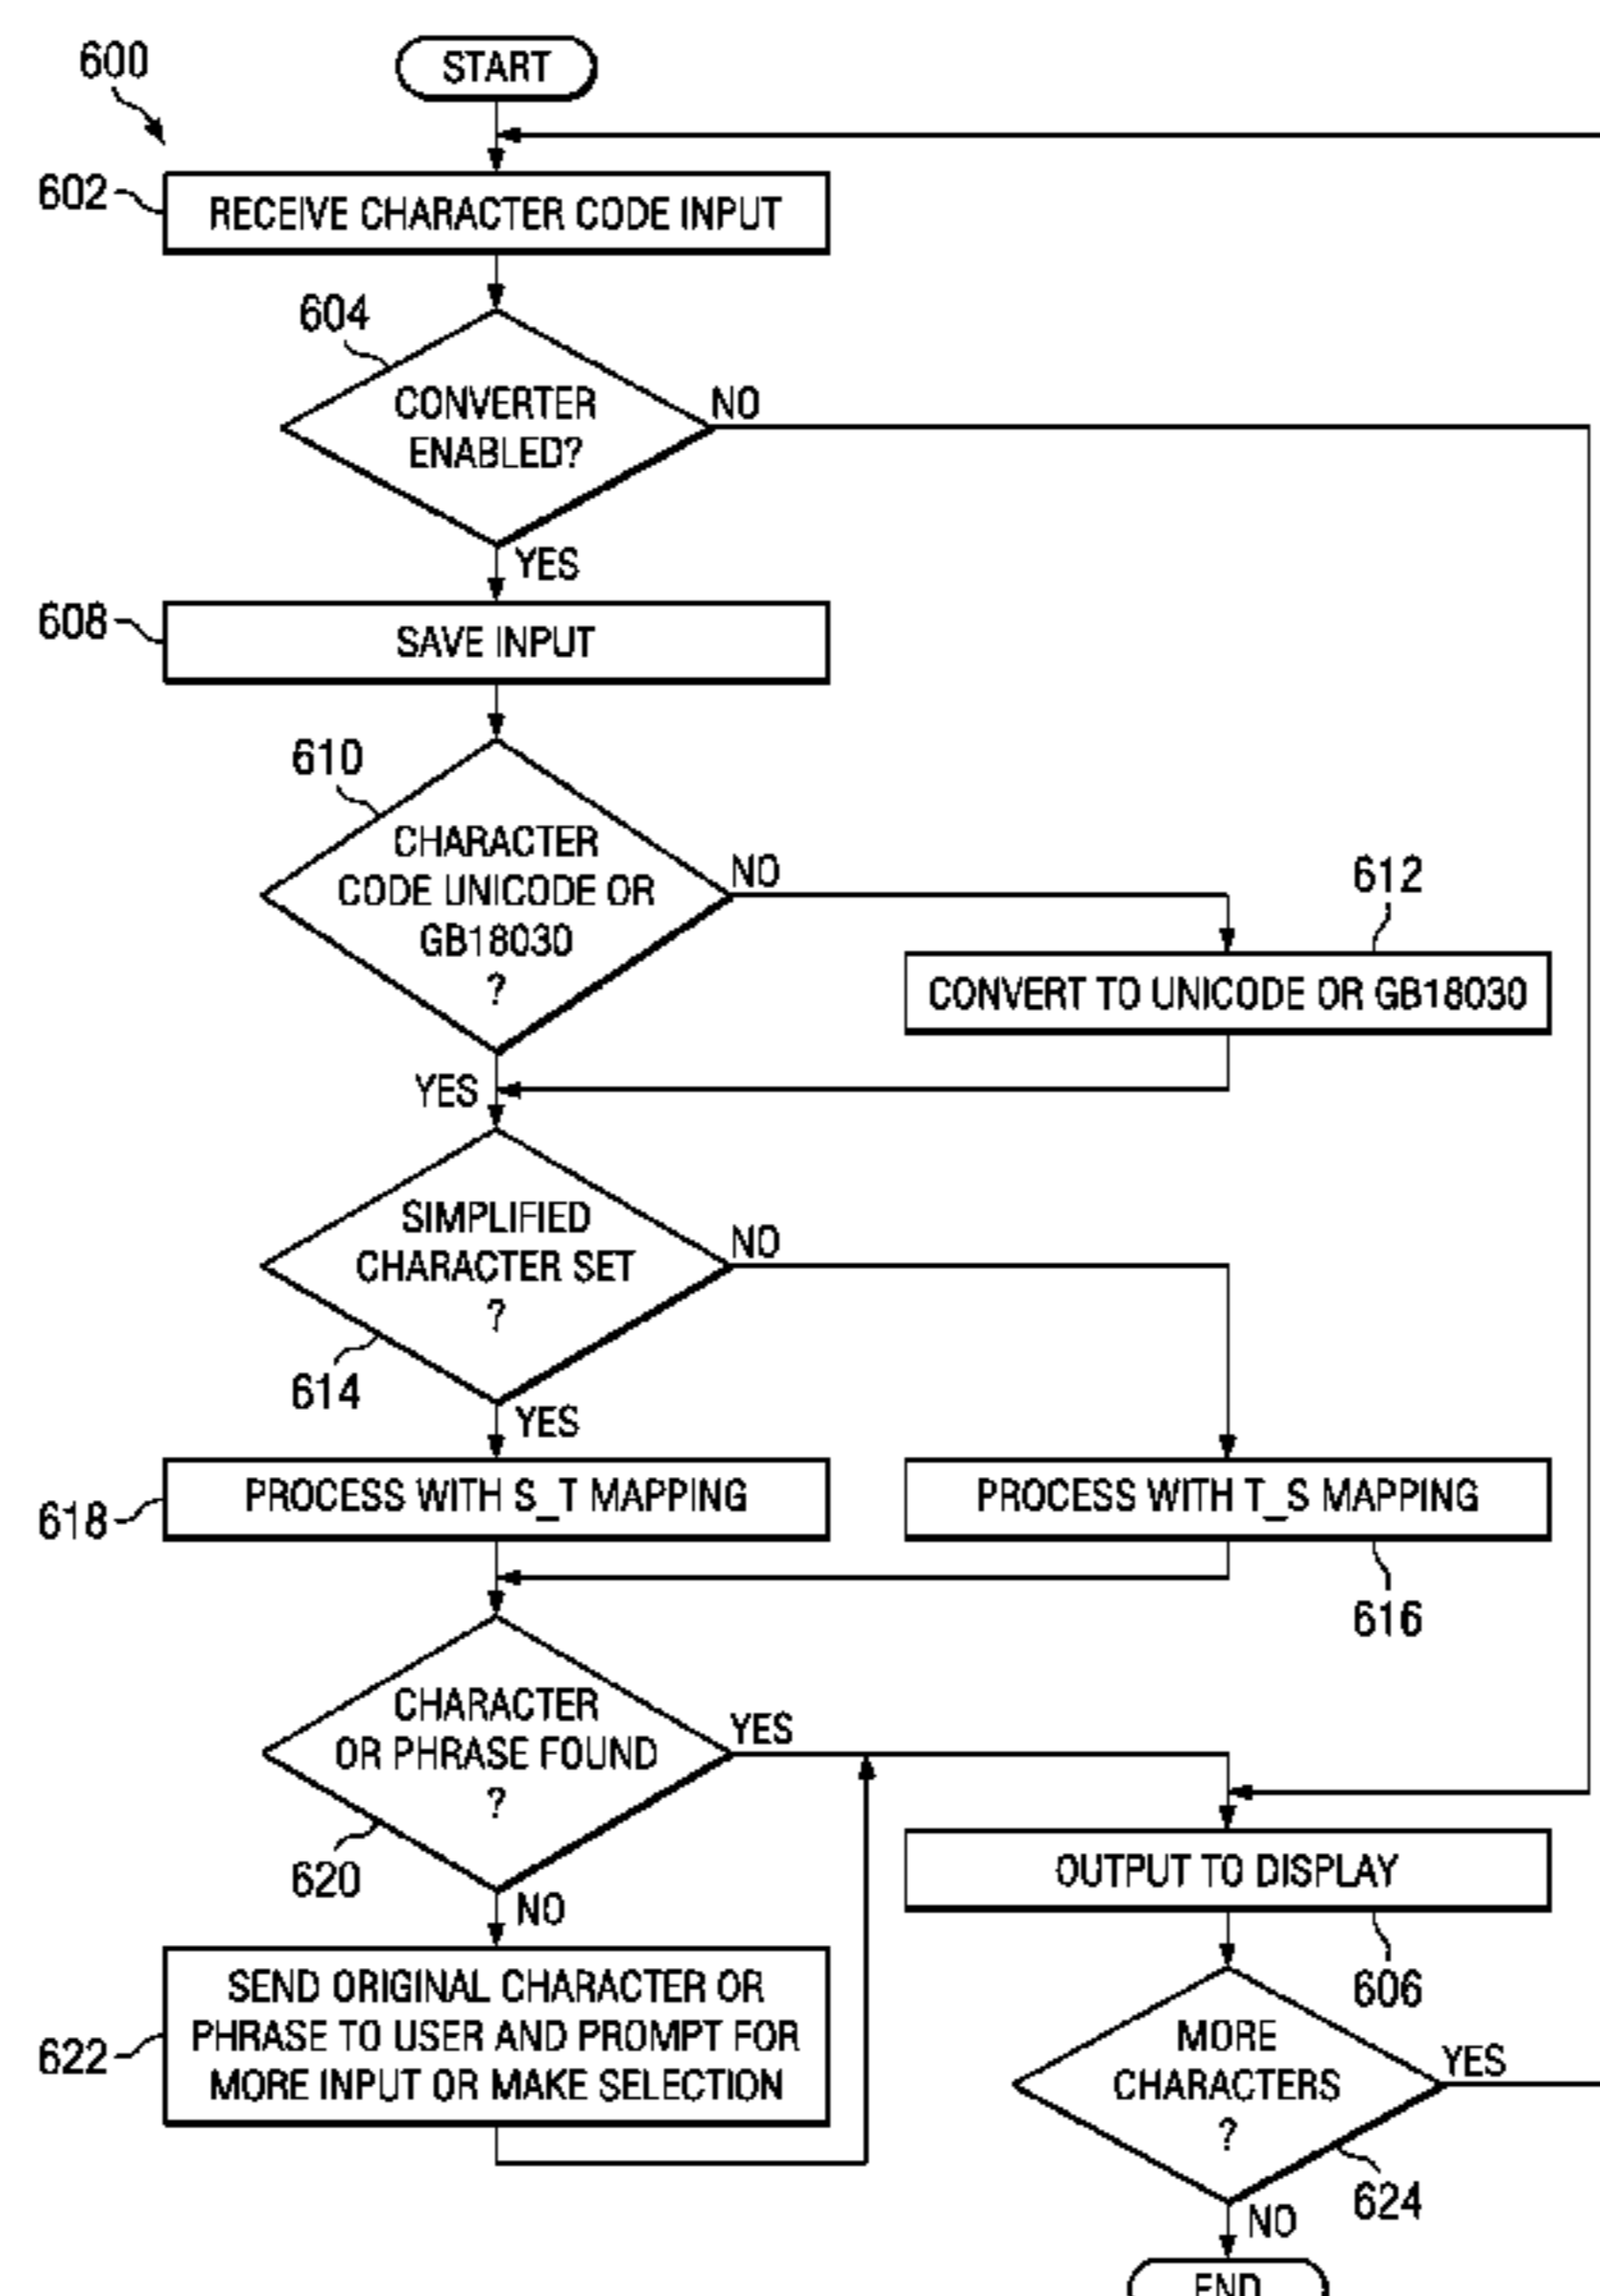 600
START
602
RECEIVE CHARACTER CODE INPUT
604
CONVERTER
ENABLED?
NO
YES
608
SAVE INPUT
610
CHARACTER
CODE UNICODE OR
GB18030
?
NO
612
CONVERT TO UNICODE OR GB18030
YES
SIMPLIFIED
CHARACTER SET
?
NO
614
YES
618
PROCESS WITH S_T MAPPING
PROCESS WITH T_S MAPPING
616
CHARACTER
OR PHRASE FOUND
?
YES
620
NO
OUTPUT TO DISPLAY
606
622
SEND ORIGINAL CHARACTER OR
PHRASE TO USER AND PROMPT FOR
MORE INPUT OR MAKE SELECTION
MORE
CHARACTERS
?
YES
624
NO
END